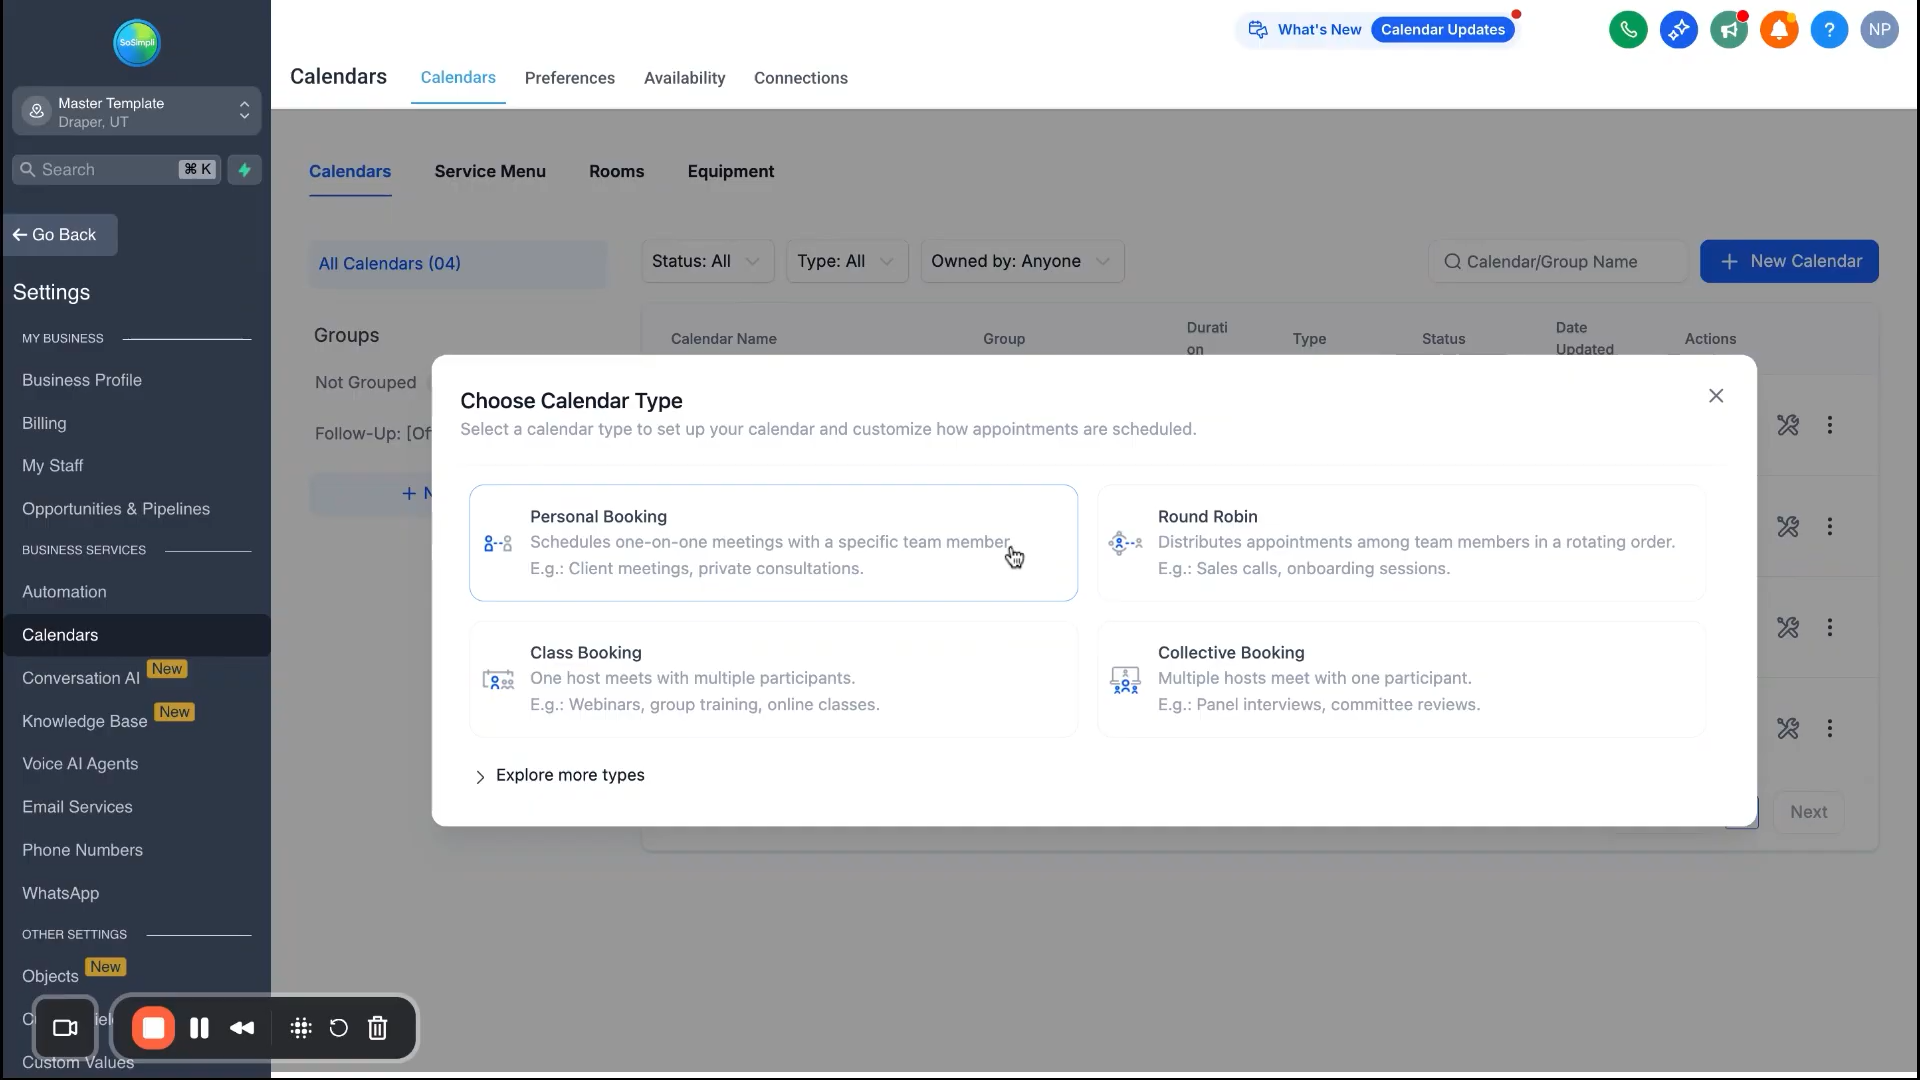 SoSimpli
Master Template
Draper, UT
Search
⌘ K
Go Back
Settings
MY BUSINESS
Business Profile
Billing
My Staff
Opportunities & Pipelines
BUSINESS SERVICES
Automation
Calendars
Conversation AI
New
Knowledge Base
New
Voice AI Agents
Email Services
Phone Numbers
WhatsApp
OTHER SETTINGS
Objects
New
Custom Values
What's New
Calendar Updates
?
NP
Calendars
Calendars
Preferences
Availability
Connections
Calendars
Service Menu
Rooms
Equipment
All Calendars (04)
Status: All
Type: All
Owned by: Anyone
Calendar/Group Name
+ New Calendar
Groups
Not Grouped
Follow-Up: [Of
+ N
Calendar Name
Group
Durati
on
Type
Status
Date
Updated
Actions
Choose Calendar Type
Select a calendar type to set up your calendar and customize how appointments are scheduled.
Personal Booking
Schedules one-on-one meetings with a specific team member.
E.g.: Client meetings, private consultations.
Round Robin
Distributes appointments among team members in a rotating order.
E.g.: Sales calls, onboarding sessions.
Class Booking
One host meets with multiple participants.
E.g.: Webinars, group training, online classes.
Collective Booking
Multiple hosts meet with one participant.
E.g.: Panel interviews, committee reviews.
Explore more types
Next